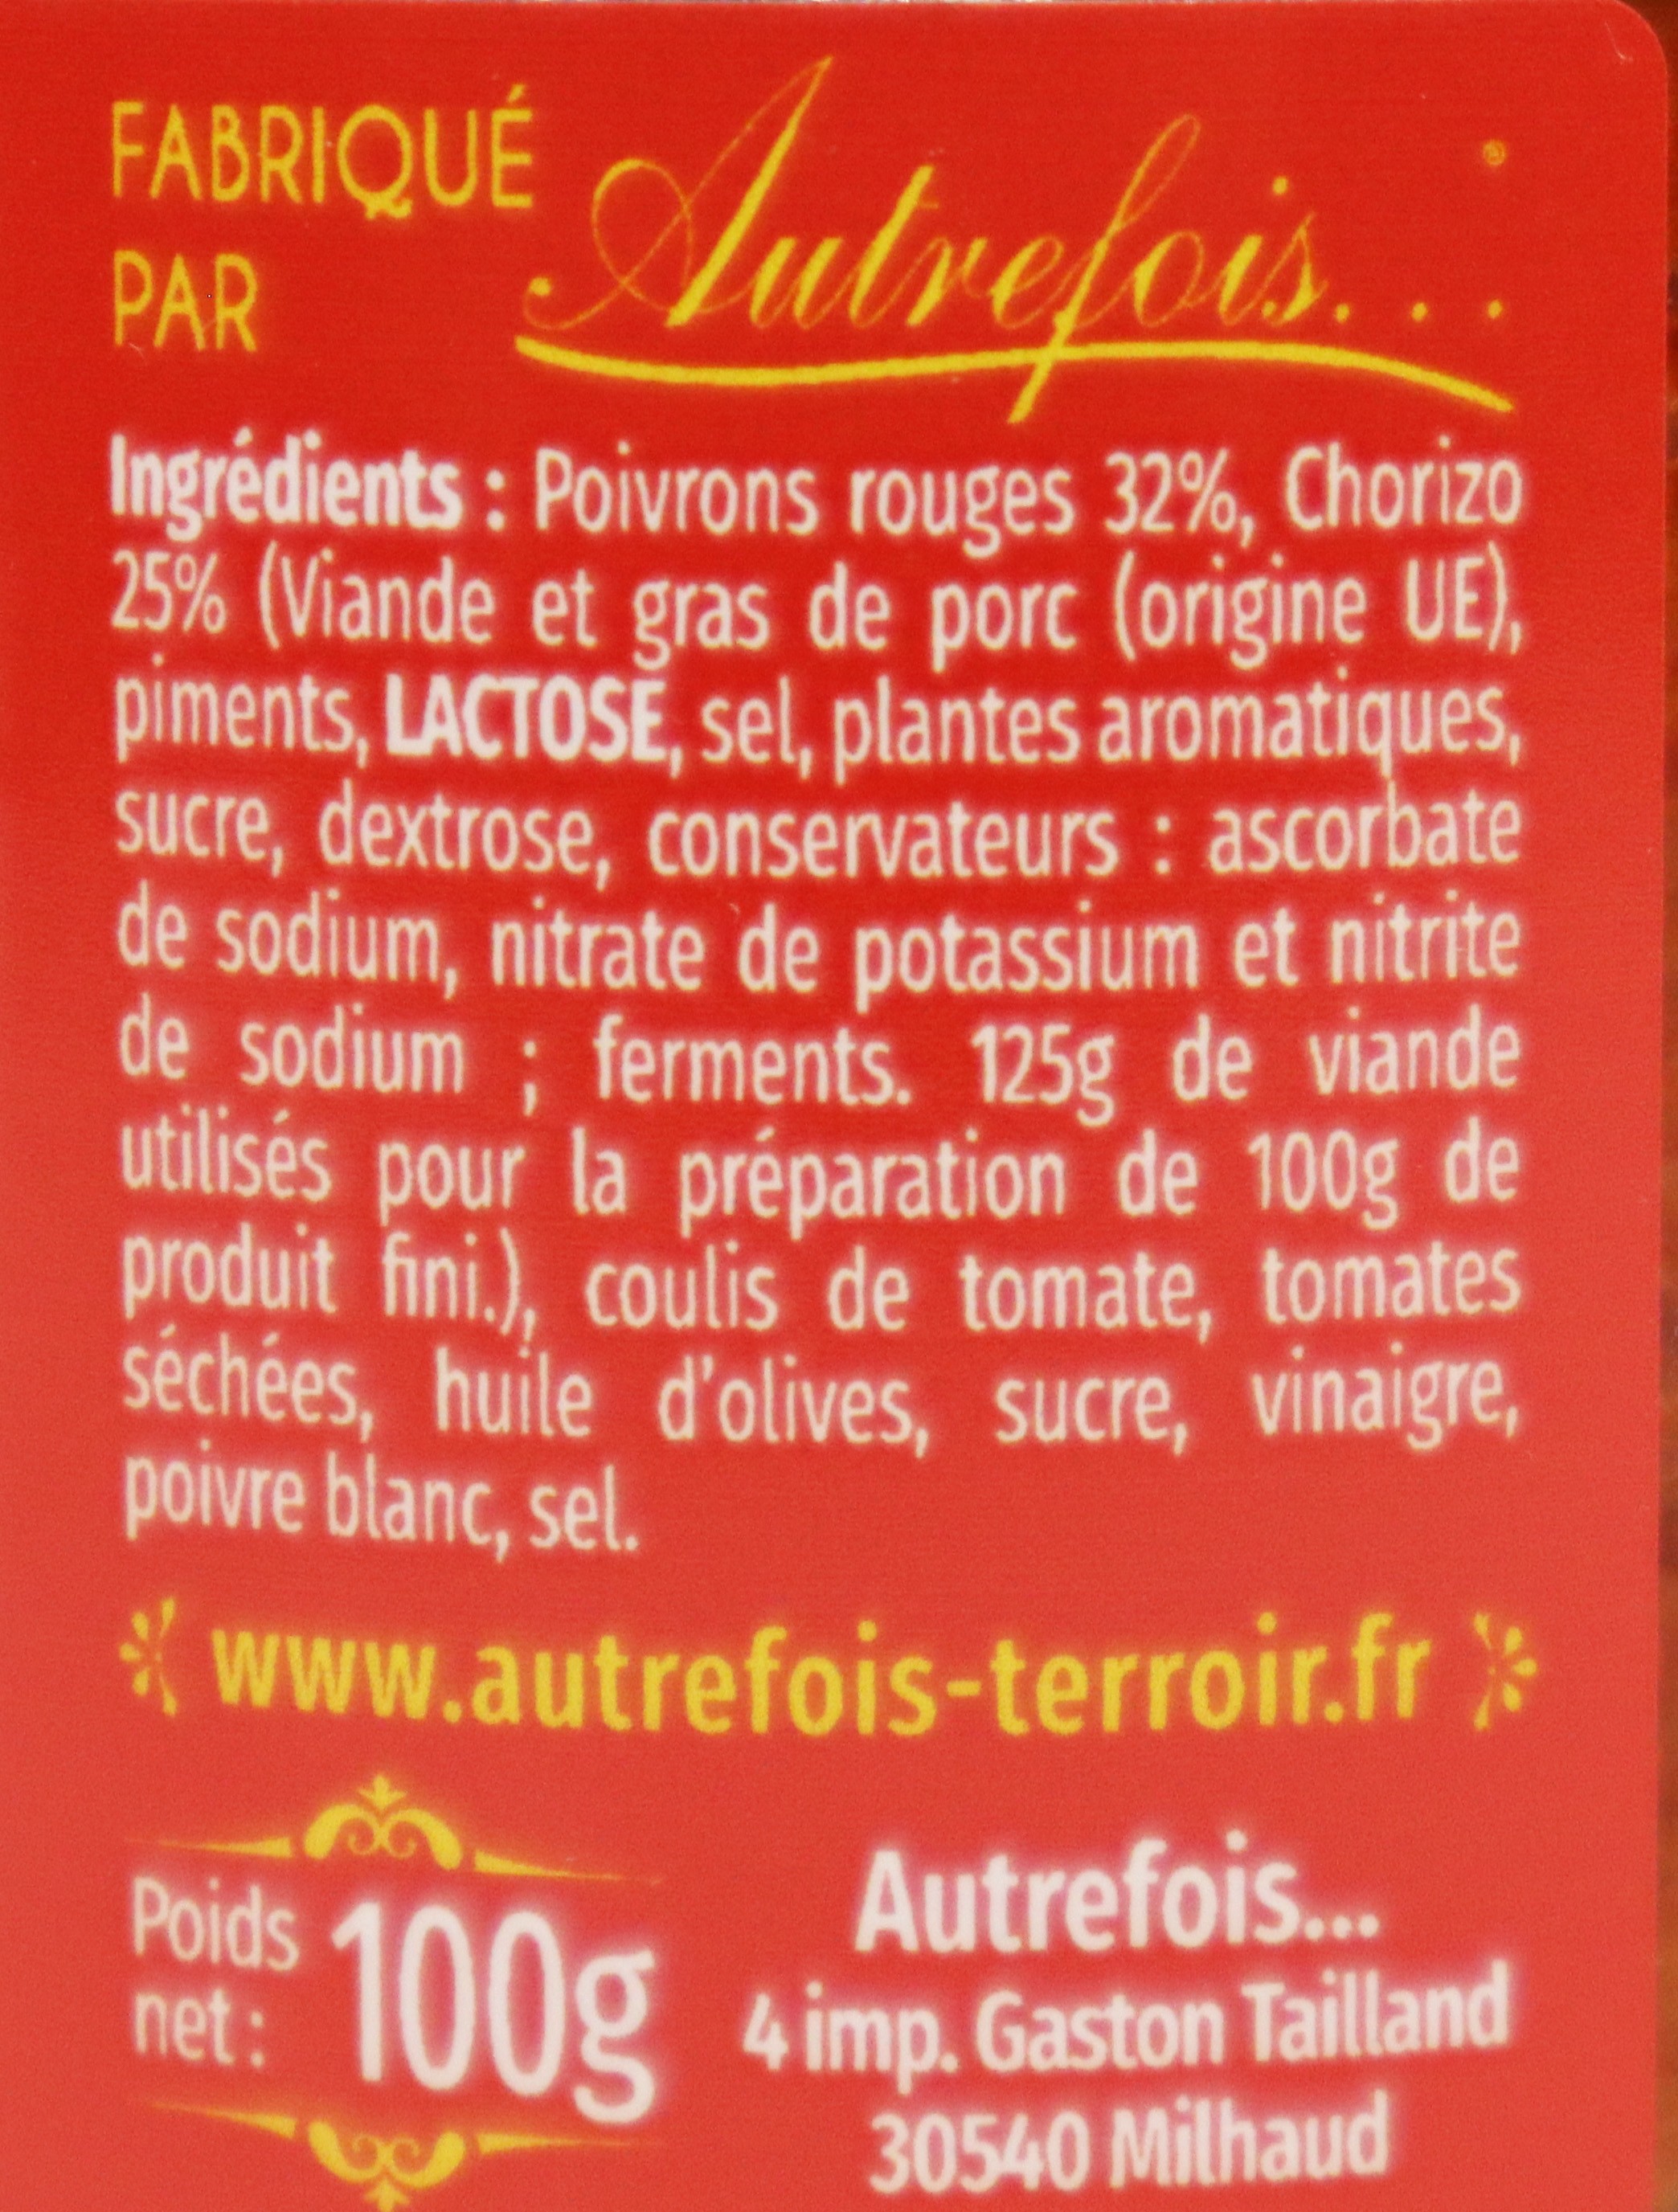 FABRIQUÉ
PAR
Autrefois...®
Ingrédients : Poivrons rouges 32%, Chorizo
25% (Viande et gras de porc (origine UE),
piments, LACTOSE, sel, plantes aromatiques,
sucre, dextrose, conservateurs : ascorbate
de sodium, nitrate de potassium et nitrite
de sodium ; ferments. 125g de viande
utilisés pour la préparation de 100g de
produit fini.), coulis de tomate, tomates
séchées, huile d'olives, sucre, vinaigre,
poivre blanc, sel.
www.autrefois-terroir.fr
Poids
net :
100g
Autrefois...
4 imp. Gaston Tailland
30540 Milhaud